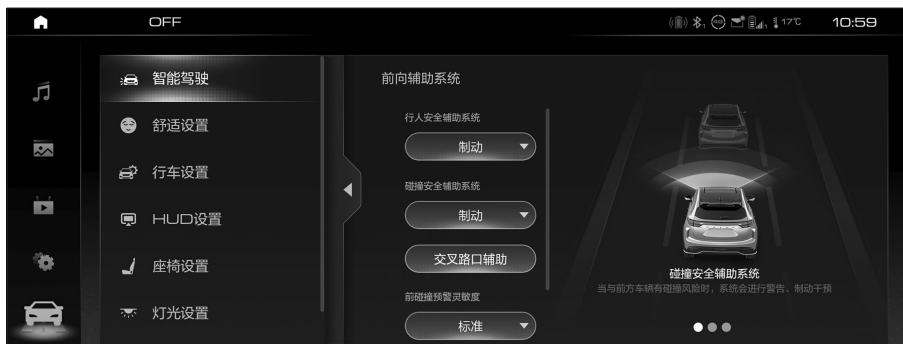 OFF
17℃
10:59
智能驾驶
舒适设置
行车设置
HUD设置
座椅设置
灯光设置
前向辅助系统
行人安全辅助系统
制动
碰撞安全辅助系统
制动
交叉路口辅助
前碰撞预警灵敏度
标准
碰撞安全辅助系统
当与前方车辆有碰撞风险时，系统会进行警告、制动干预